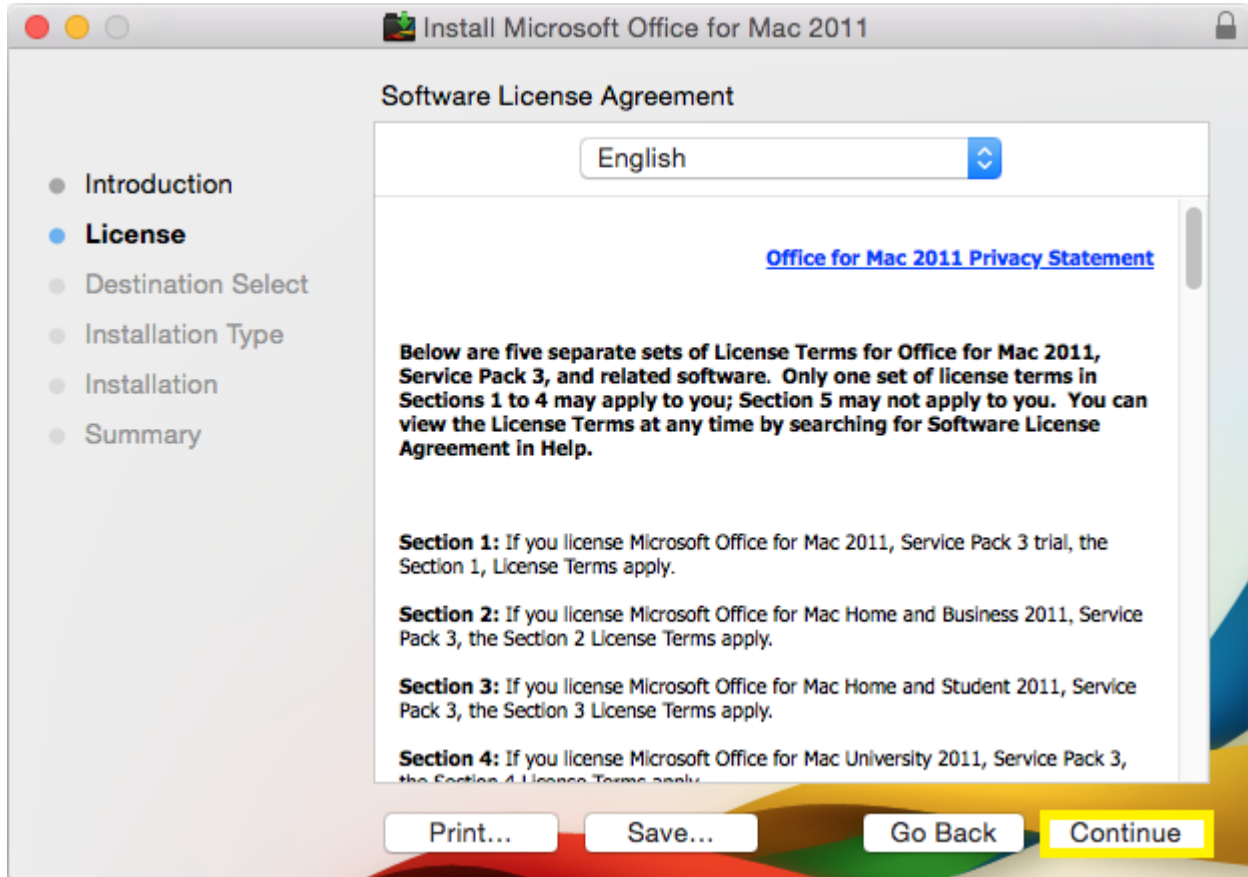 Install Microsoft Office for Mac 2011
Software License Agreement
English
Introduction
License
Destination Select
Installation Type
Installation
Summary
Office for Mac 2011 Privacy Statement
Below are five separate sets of License Terms for Office for Mac 2011,
Service Pack 3, and related software. Only one set of license terms in
Sections 1 to 4 may apply to you; Section 5 may not apply to you. You can
view the License Terms at any time by searching for Software License
Agreement in Help.
Section 1: If you license Microsoft Office for Mac 2011, Service Pack 3 trial, the
Section 1, License Terms apply.
Section 2: If you license Microsoft Office for Mac Home and Business 2011, Service
Pack 3, the Section 2 License Terms apply.
Section 3: If you license Microsoft Office for Mac Home and Student 2011, Service
Pack 3, the Section 3 License Terms apply.
Section 4: If you license Microsoft Office for Mac University 2011, Service Pack 3,
the Section 4 License Terms apply.
Print...
Save...
Go Back
Continue